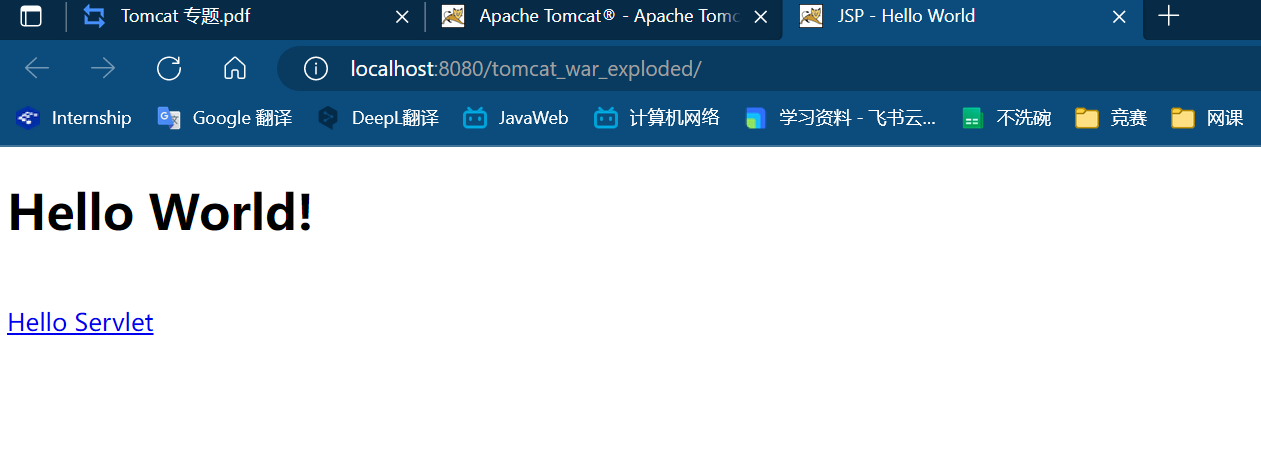 Tomcat 专题.pdf
Apache Tomcat® - Apache Tomc
JSP - Hello World
localhost:8080/tomcat_war_exploded/
Internship
Google 翻译
DeepL翻译
JavaWeb
计算机网络
学习资料 - 飞书云...
不洗碗
竞赛
网课
Hello World!
Hello Servlet